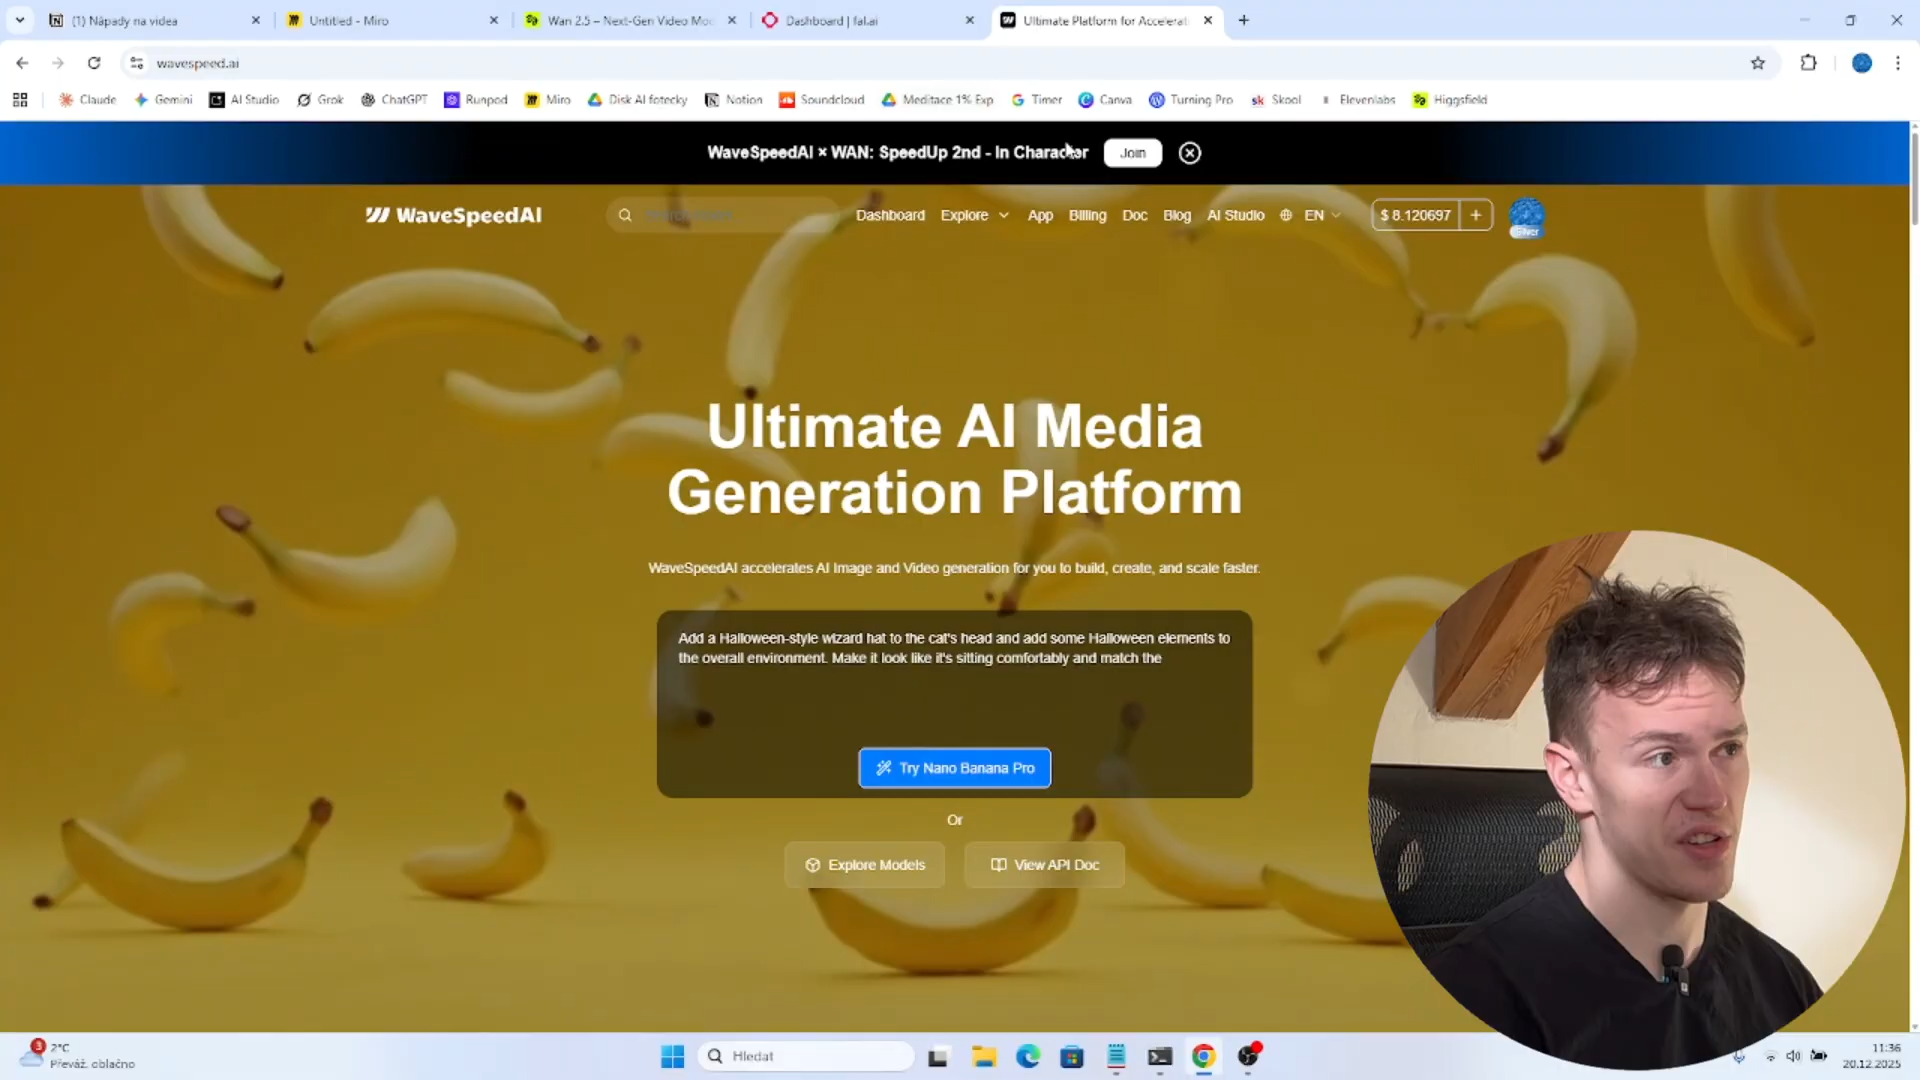 (1) Nápady na videa
Untitled - Miro
Wan 2.5 – Next-Gen Video Mo
Dashboard | fal.ai
Ultimate Platform for Accelerat
wavespeed.ai
Claude
Gemini
AI Studio
Grok
ChatGPT
Runpod
Miro
Disk AI fotecky
Notion
Soundcloud
Meditace 1% Exp
Timer
Canva
Turning Pro
sk Skool
Elevenlabs
Higgsfield
WaveSpeedAI × WAN: SpeedUp 2nd - In Character
Join
WaveSpeedAI
Dashboard
Explore
App
Billing
Doc
Blog
AI Studio
EN
$ 8.120697
+
Silver
Ultimate AI Media
Generation Platform
WaveSpeedAI accelerates AI Image and Video generation for you to build, create, and scale faster.
Add a Halloween-style wizard hat to the cat's head and add some Halloween elements to
the overall environment. Make it look like it's sitting comfortably and match the
Try Nano Banana Pro
Or
Explore Models
View API Doc
3
2°C
Převáž. oblačno
Hledat
11:36
20.12.2025